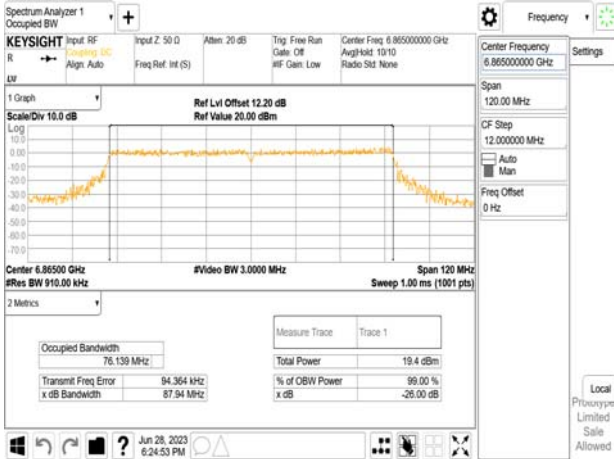 Spectrum Analyzer 1
Occupied BW
Frequency
KEYSIGHT
R
Input: RF
Coupling: DC
Align: Auto
Input Z: 50 Ω
Freq Ref: Int (S)
Atten: 20 dB
Trig: Free Run
Gate: Off
#IF Gain: Low
Center Freq: 6.865000000 GHz
Avg|Hold: 10/10
Radio Std: None
1 Graph
Scale/Div 10.0 dB
Ref Lvl Offset 12.20 dB
Ref Value 20.00 dBm
Log
10.0
0.00
-10.0
-20.0
-30.0
-40.0
-50.0
-60.0
-70.0
Center 6.86500 GHz
#Res BW 910.00 kHz
#Video BW 3.0000 MHz
Span 120 MHz
Sweep 1.00 ms (1001 pts)
2 Metrics
Measure Trace
Trace 1
Occupied Bandwidth
76.139 MHz
Total Power
19.4 dBm
Transmit Freq Error
94.364 kHz
% of OBW Power
99.00 %
x dB Bandwidth
87.94 MHz
x dB
-26.00 dB
Center Frequency
6.865000000 GHz
Settings
Span
120.00 MHz
CF Step
12.000000 MHz
Auto
Man
Freq Offset
0 Hz
Local
Prototype
Limited
Sale
Allowed
?
Jun 28, 2023
6:24:53 PM